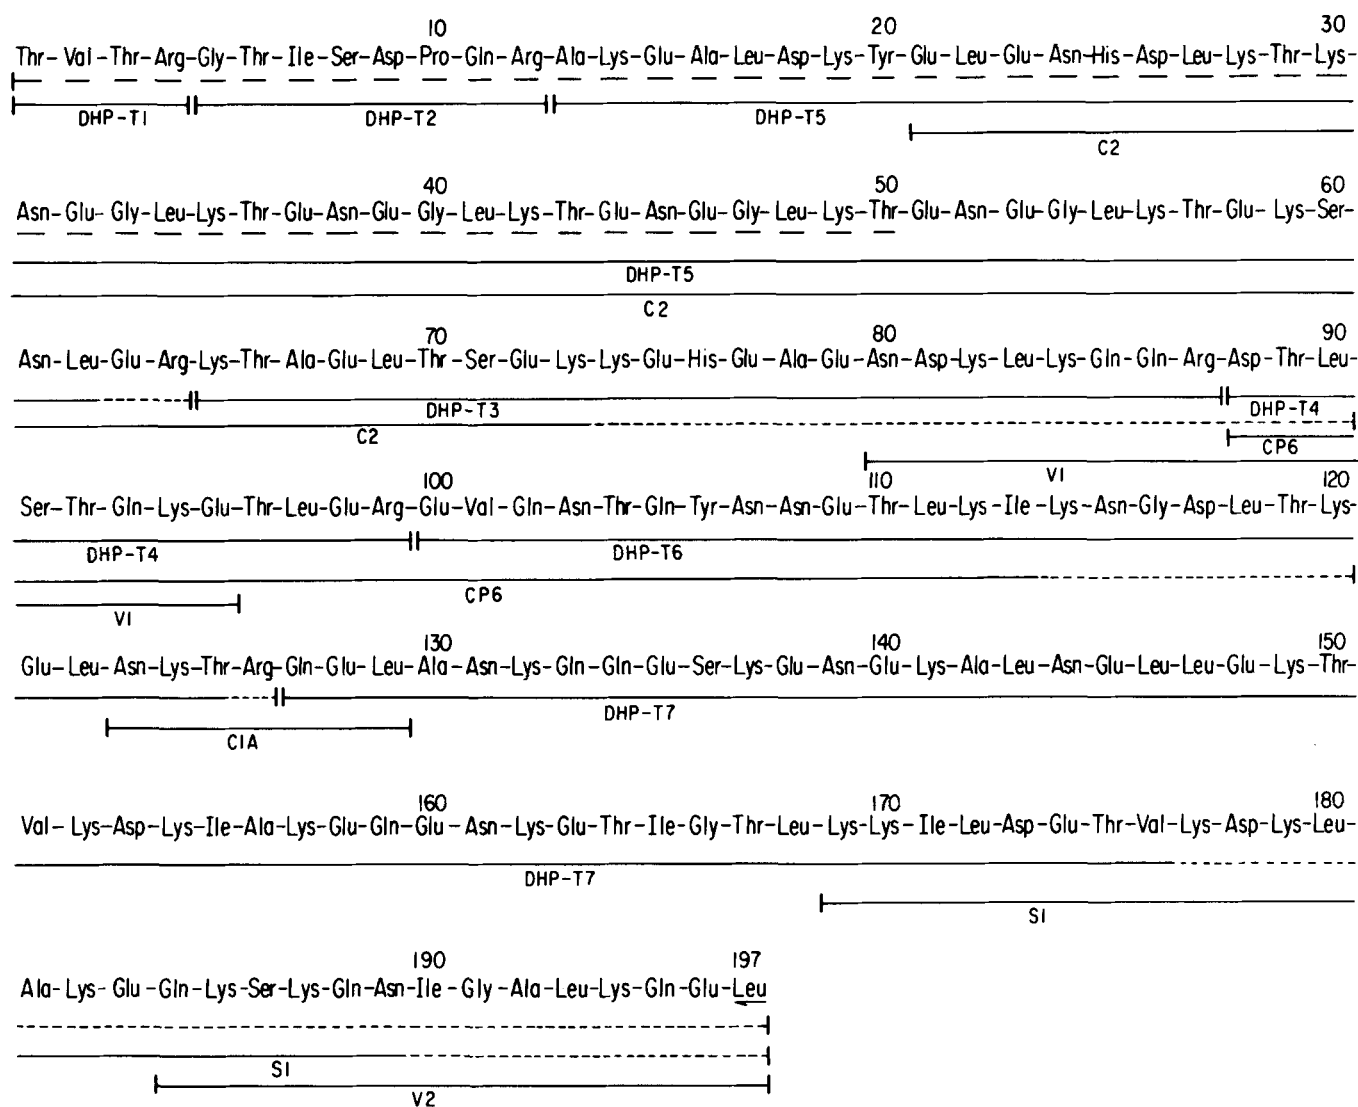 10 20 30
Thr-Val-Thr-Arg-Gly-Thr-Ile-Ser-Asp-Pro-Gln-Arg-Ala-Lys-Glu-Ala-Leu-Asp-Lys-Tyr-Glu-Leu-Glu-Asn-His-Asp-Leu-Lys-Thr-Lys-
DHP-T1 DHP-T2 DHP-T5
C2
40 50 60
Asn-Glu-Gly-Leu-Lys-Thr-Glu-Asn-Glu-Gly-Leu-Lys-Thr-Glu-Asn-Glu-Gly-Leu-Lys-Thr-Glu-Asn-Glu-Gly-Leu-Lys-Thr-Glu-Lys-Ser-
DHP-T5
C2
70 80 90
Asn-Leu-Glu-Arg-Lys-Thr-Ala-Glu-Leu-Thr-Ser-Glu-Lys-Lys-Glu-His-Glu-Ala-Glu-Asn-Asp-Lys-Leu-Lys-Gln-Gln-Arg-Asp-Thr-Leu-
DHP-T3 DHP-T4
C2 CP6
V1
100 110 120
Ser-Thr-Gln-Lys-Glu-Thr-Leu-Glu-Arg-Glu-Val-Gln-Asn-Thr-Gln-Tyr-Asn-Asn-Glu-Thr-Leu-Lys-Ile-Lys-Asn-Gly-Asp-Leu-Thr-Lys-
DHP-T4 DHP-T6
CP6
V1
130 140 150
Glu-Leu-Asn-Lys-Thr-Arg-Gln-Glu-Leu-Ala-Asn-Lys-Gln-Gln-Glu-Ser-Lys-Glu-Asn-Glu-Lys-Ala-Leu-Asn-Glu-Leu-Leu-Glu-Lys-Thr-
DHP-T7
C1A
160 170 180
Val-Lys-Asp-Lys-Ile-Ala-Lys-Glu-Gln-Glu-Asn-Lys-Glu-Thr-Ile-Gly-Thr-Leu-Lys-Lys-Ile-Leu-Asp-Glu-Thr-Val-Lys-Asp-Lys-Leu-
DHP-T7
S1
190 197
Ala-Lys-Glu-Gln-Lys-Ser-Lys-Gln-Asn-Ile-Gly-Ala-Leu-Lys-Gln-Glu-Leu
S1
V2